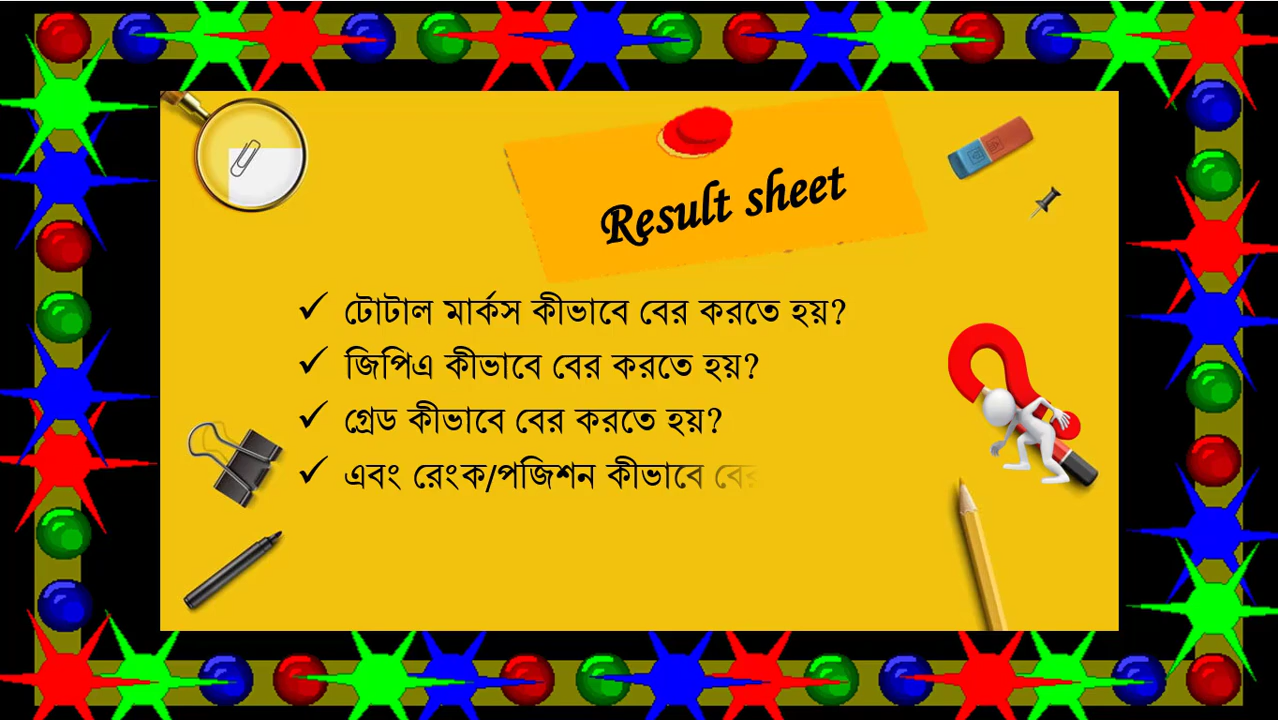 Result sheet
টোটাল মার্কস কীভাবে বের করতে হয়?
জিপিএ কীভাবে বের করতে হয়?
গ্রেড কীভাবে বের করতে হয়?
এবং রেংক/পজিশন কীভাবে বের